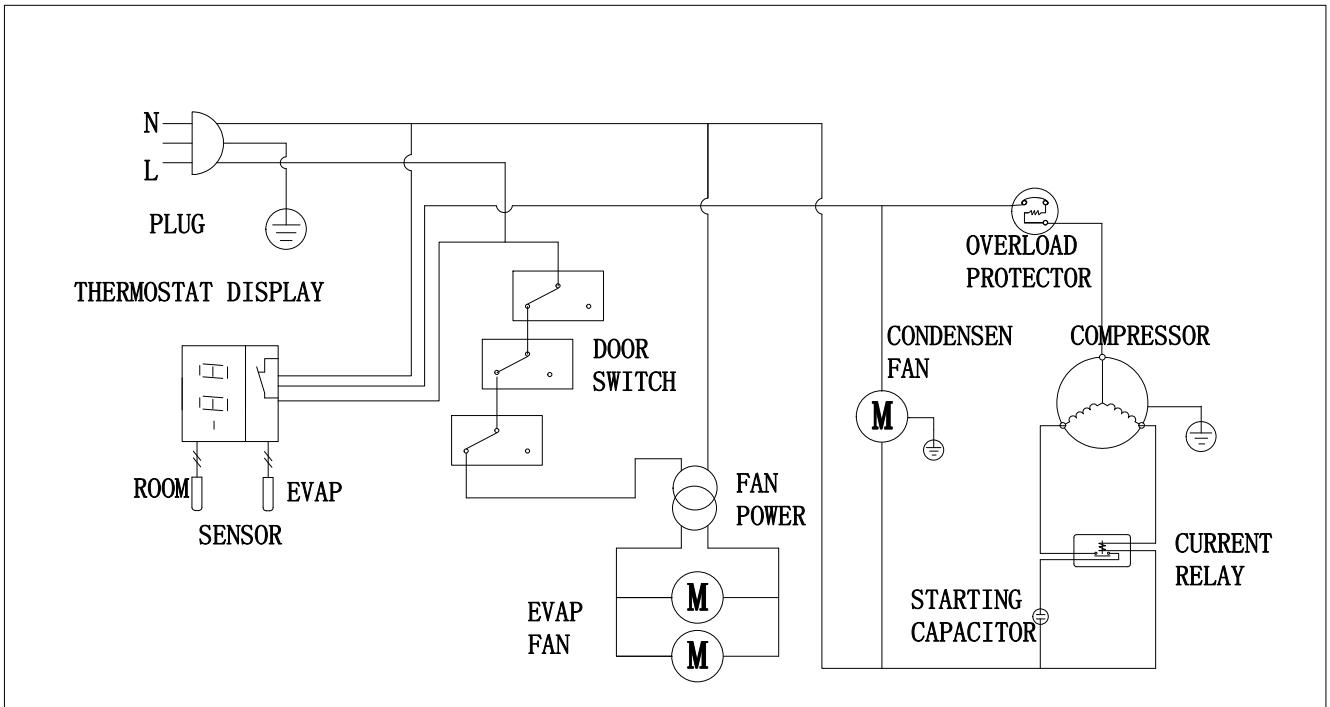 N
L
PLUG
THERMOSTAT DISPLAY
OVERLOAD
PROTECTOR
DOOR
SWITCH
CONDENSEN
FAN
COMPRESSOR
M
ROOM
EVAP
SENSOR
FAN
POWER
CURRENT
RELAY
EVAP
FAN
M
M
STARTING
CAPACITOR